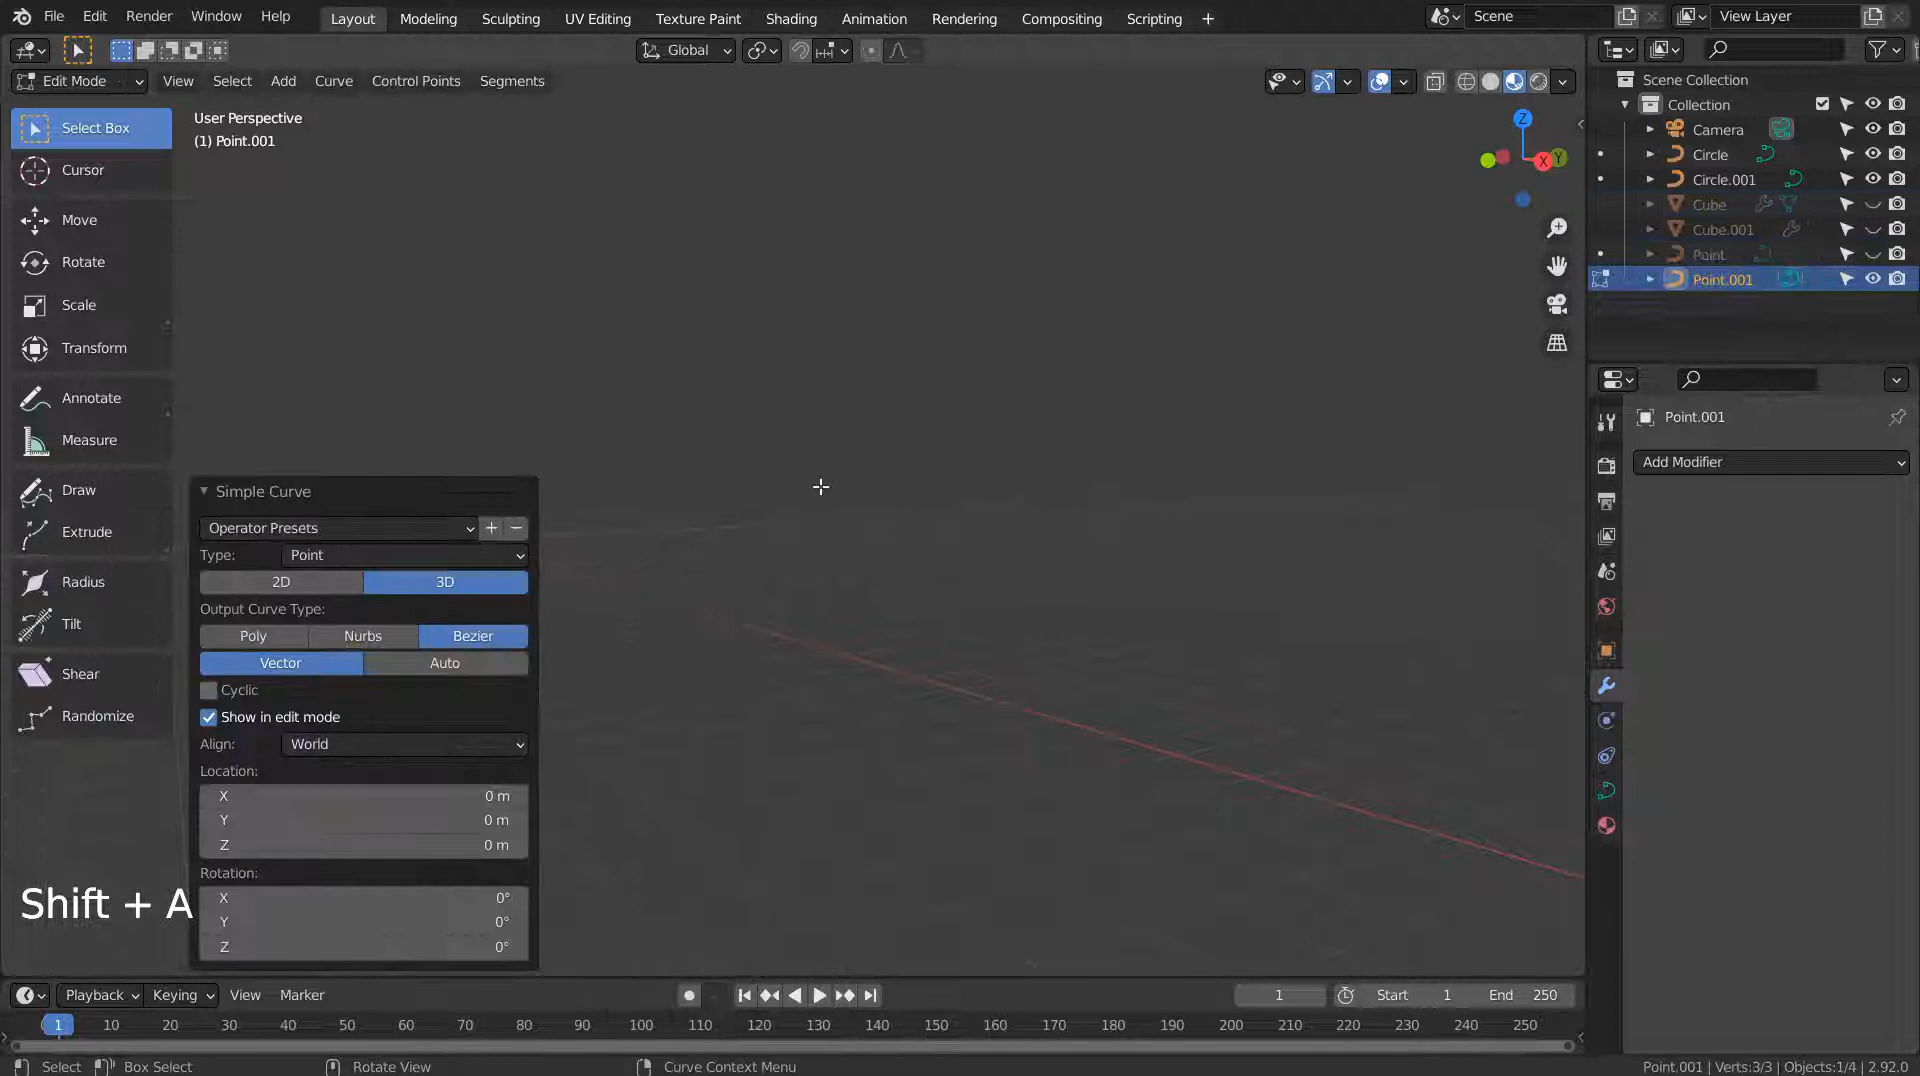 File Edit Render Window Help Layout Modeling Sculpting UV Editing Texture Paint Shading Animation Rendering Compositing Scripting + Scene View Layer
Global
Edit Mode View Select Add Curve Control Points Segments
Scene Collection
Collection
Camera
Circle
Circle.001
Cube
Cube.001
Point
Point.001
User Perspective
(1) Point.001
Z
X
Y
Select Box
Cursor
Move
Rotate
Scale
Transform
Annotate
Measure
Draw
Extrude
Radius
Tilt
Shear
Randomize
Simple Curve
Operator Presets
Type: Point
2D 3D
Output Curve Type:
Poly Nurbs Bezier
Vector Auto
Cyclic
Show in edit mode
Align: World
Location:
X 0 m
Y 0 m
Z 0 m
Rotation:
X 0°
Y 0°
Z 0°
Shift + A
Point.001
Add Modifier
Playback Keying View Marker 1 Start 1 End 250
1 10 20 30 40 50 60 70 80 90 100 110 120 130 140 150 160 170 180 190 200 210 220 230 240 250
Select Box Select Rotate View Curve Context Menu Point.001 | Verts:3/3 | Objects:1/4 | 2.92.0